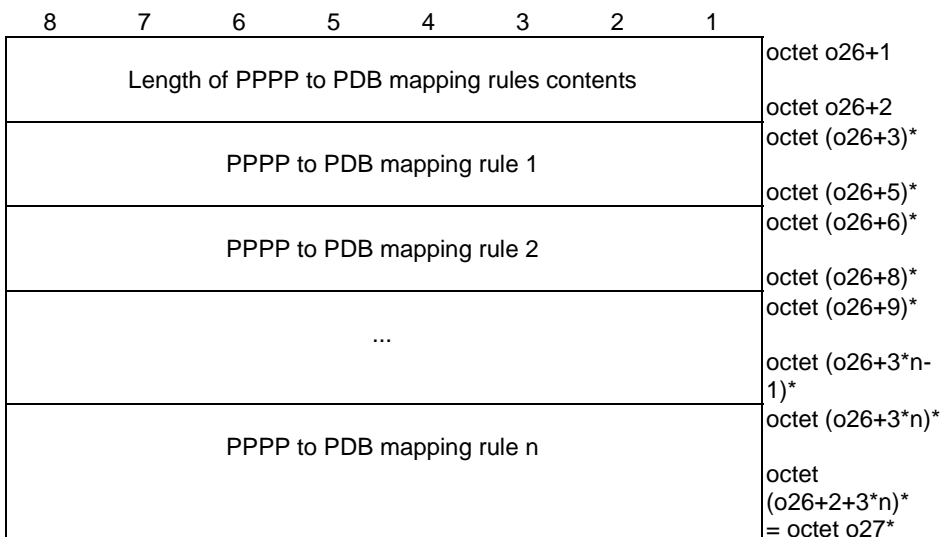 8 7 6 5 4 3 2 1
Length of PPPP to PDB mapping rules contents
octet o26+1
octet o26+2
PPPP to PDB mapping rule 1
octet (o26+3)*
octet (o26+5)*
PPPP to PDB mapping rule 2
octet (o26+6)*
octet (o26+8)*
...
octet (o26+9)*
octet (o26+3*n-
1)*
PPPP to PDB mapping rule n
octet (o26+3*n)*
octet
(o26+2+3*n)*
= octet o27*